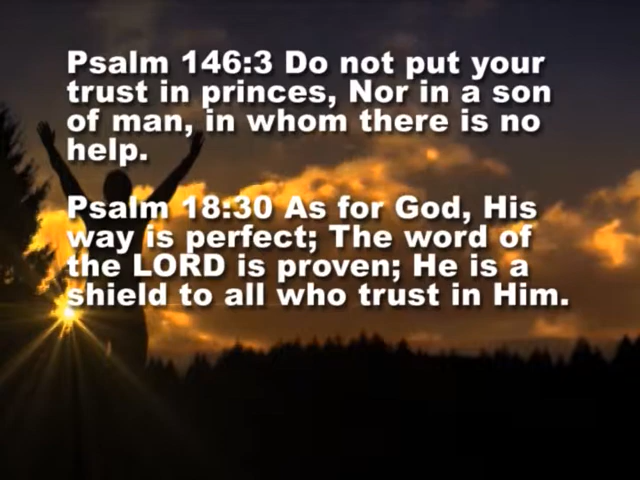 Psalm 146:3 Do not put your
trust in princes, Nor in a son
of man, in whom there is no
help.
Psalm 18:30 As for God, His
way is perfect; The word of
the LORD is proven; He is a
shield to all who trust in Him.